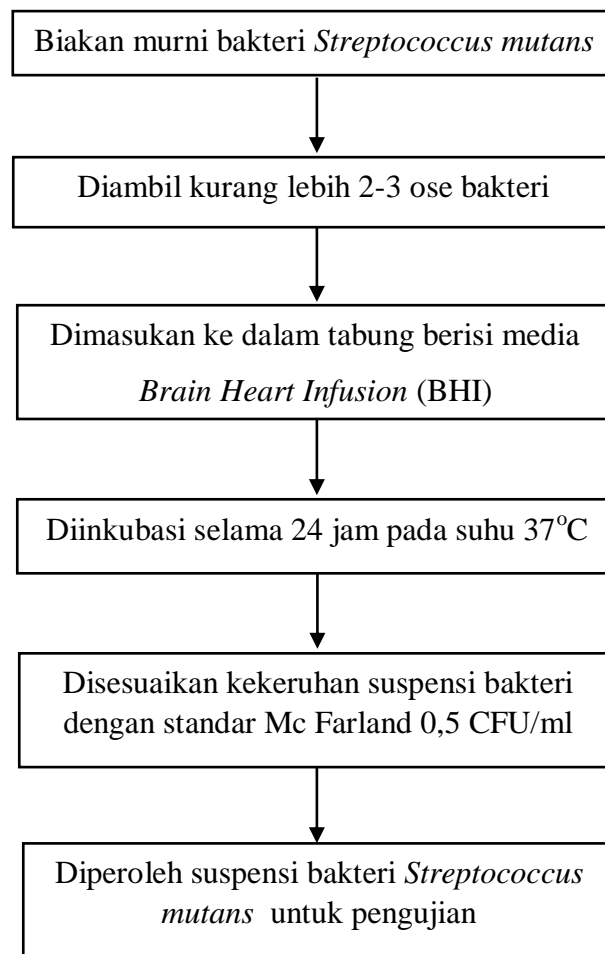 Biakan murni bakteri Streptococcus mutans
Diambil kurang lebih 2-3 ose bakteri
Dimasukan ke dalam tabung berisi media
Brain Heart Infusion (BHI)
Diinkubasi selama 24 jam pada suhu 37°C
Disesuaikan kekeruhan suspensi bakteri
dengan standar Mc Farland 0,5 CFU/ml
Diperoleh suspensi bakteri Streptococcus
mutans untuk pengujian